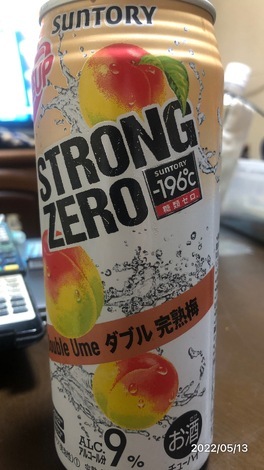 SUNTORY
UP
STRONG
ZERO
SUNTORY
-196℃
糖類ゼロ
Double Ume ダブル 完熟梅
ALC.
アルコール分
9%
お酒
2022/05/13